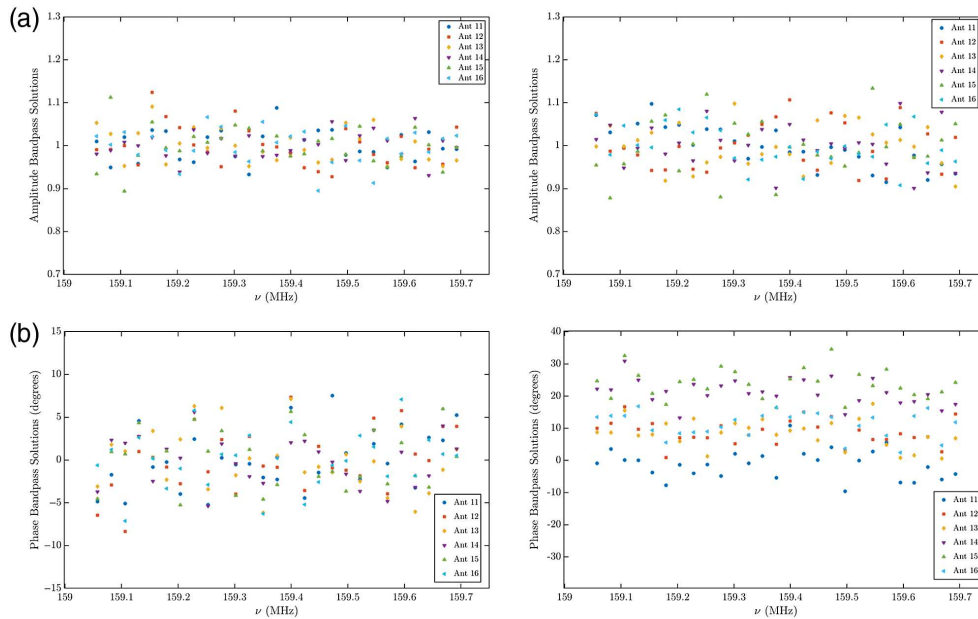 (a)
1.3
1.2
1.1
1
0.9
0.8
0.7
Amplitude Bandpass Solutions
159 159.1 159.2 159.3 159.4 159.5 159.6 159.7
ν (MHz)
Ant 11
Ant 12
Ant 13
Ant 14
Ant 15
Ant 16
1.3
1.2
1.1
1
0.9
0.8
0.7
Amplitude Bandpass Solutions
159 159.1 159.2 159.3 159.4 159.5 159.6 159.7
ν (MHz)
Ant 11
Ant 12
Ant 13
Ant 14
Ant 15
Ant 16
(b)
15
10
5
0
−5
−10
−15
Phase Bandpass Solutions (degrees)
159 159.1 159.2 159.3 159.4 159.5 159.6 159.7
ν (MHz)
Ant 11
Ant 12
Ant 13
Ant 14
Ant 15
Ant 16
40
30
20
10
0
−10
−20
−30
Phase Bandpass Solutions (degrees)
159 159.1 159.2 159.3 159.4 159.5 159.6 159.7
ν (MHz)
Ant 11
Ant 12
Ant 13
Ant 14
Ant 15
Ant 16